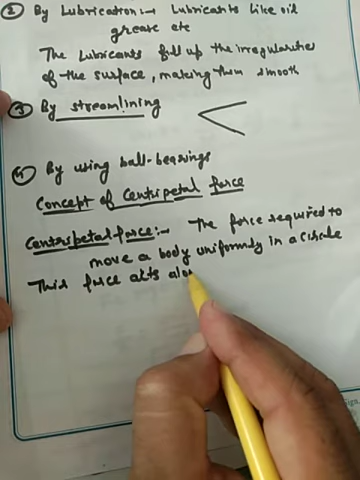 ② By Lubrication :- Lubricants like oil
grease etc
The Lubricants fill up the irregularities
of the surface, making them smooth
③ By streamlining
④ By using ball-bearings
Concept of Centripetal force
Centripetal force :- The force required to
move a body uniformly in a circle
This force acts alon